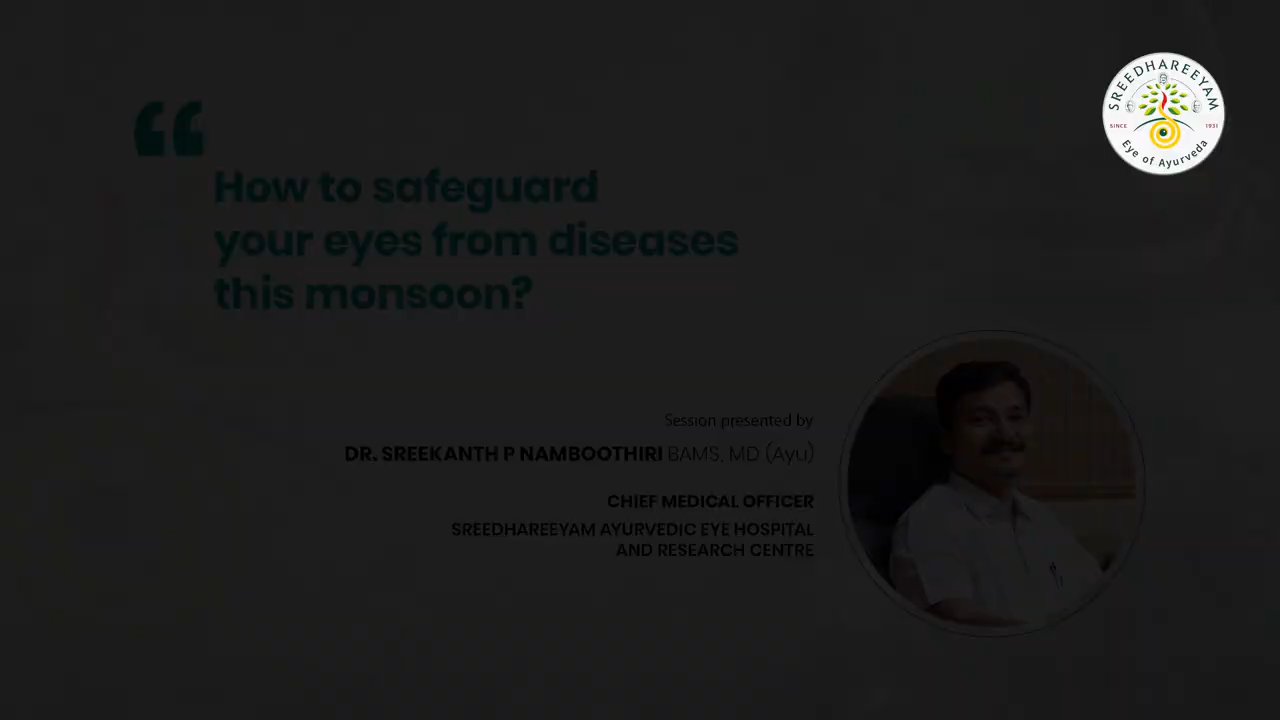 SREEDHAREEYAM
SINCE 1931
Eye of Ayurveda
“
How to safeguard
your eyes from diseases
this monsoon?
Session presented by
DR. SREEKANTH P NAMBOOTHIRI BAMS, MD (Ayu)
CHIEF MEDICAL OFFICER
SREEDHAREEYAM AYURVEDIC EYE HOSPITAL
AND RESEARCH CENTRE